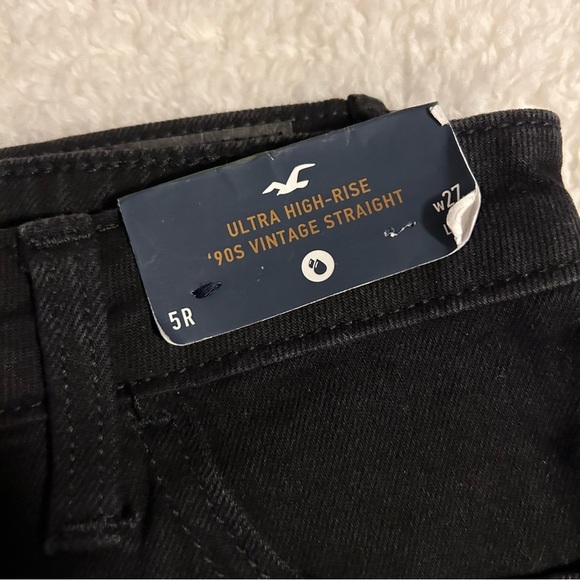 ULTRA HIGH-RISE
'90S VINTAGE STRAIGHT
W27
5R